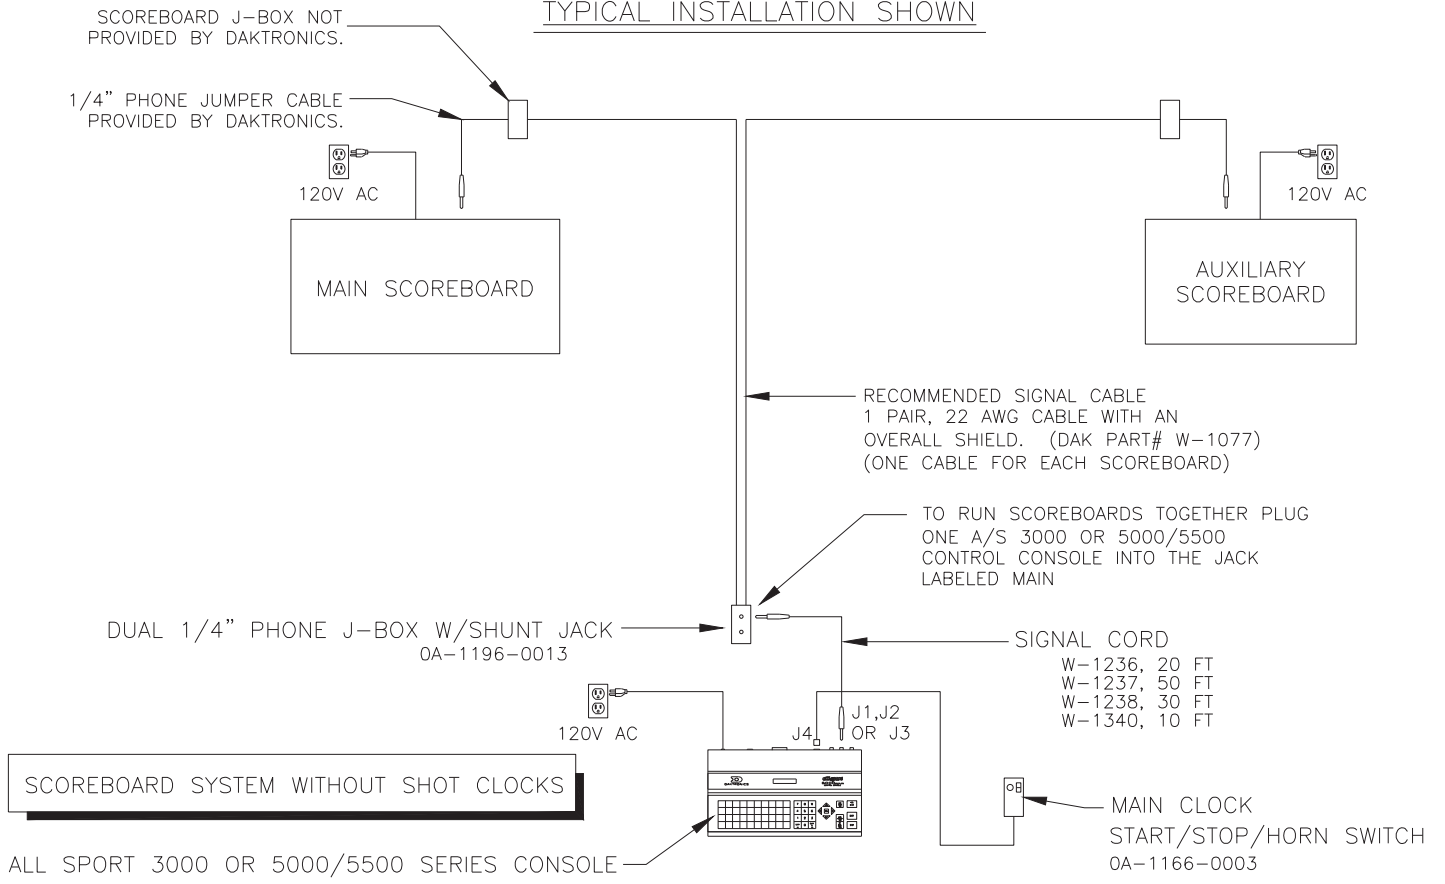 TYPICAL INSTALLATION SHOWN
SCOREBOARD J-BOX NOT
PROVIDED BY DAKTRONICS.
1/4" PHONE JUMPER CABLE
PROVIDED BY DAKTRONICS.
120V AC
120V AC
MAIN SCOREBOARD
AUXILIARY
SCOREBOARD
RECOMMENDED SIGNAL CABLE
1 PAIR, 22 AWG CABLE WITH AN
OVERALL SHIELD. (DAK PART# W-1077)
(ONE CABLE FOR EACH SCOREBOARD)
TO RUN SCOREBOARDS TOGETHER PLUG
ONE A/S 3000 OR 5000/5500
CONTROL CONSOLE INTO THE JACK
LABELED MAIN
DUAL 1/4" PHONE J-BOX W/SHUNT JACK
0A-1196-0013
SIGNAL CORD
W-1236, 20 FT
W-1237, 50 FT
W-1238, 30 FT
W-1340, 10 FT
120V AC
J4
J1,J2
OR J3
DAKTRONICS
SCOREBOARD SYSTEM WITHOUT SHOT CLOCKS
MAIN CLOCK
START/STOP/HORN SWITCH
0A-1166-0003
ALL SPORT 3000 OR 5000/5500 SERIES CONSOLE